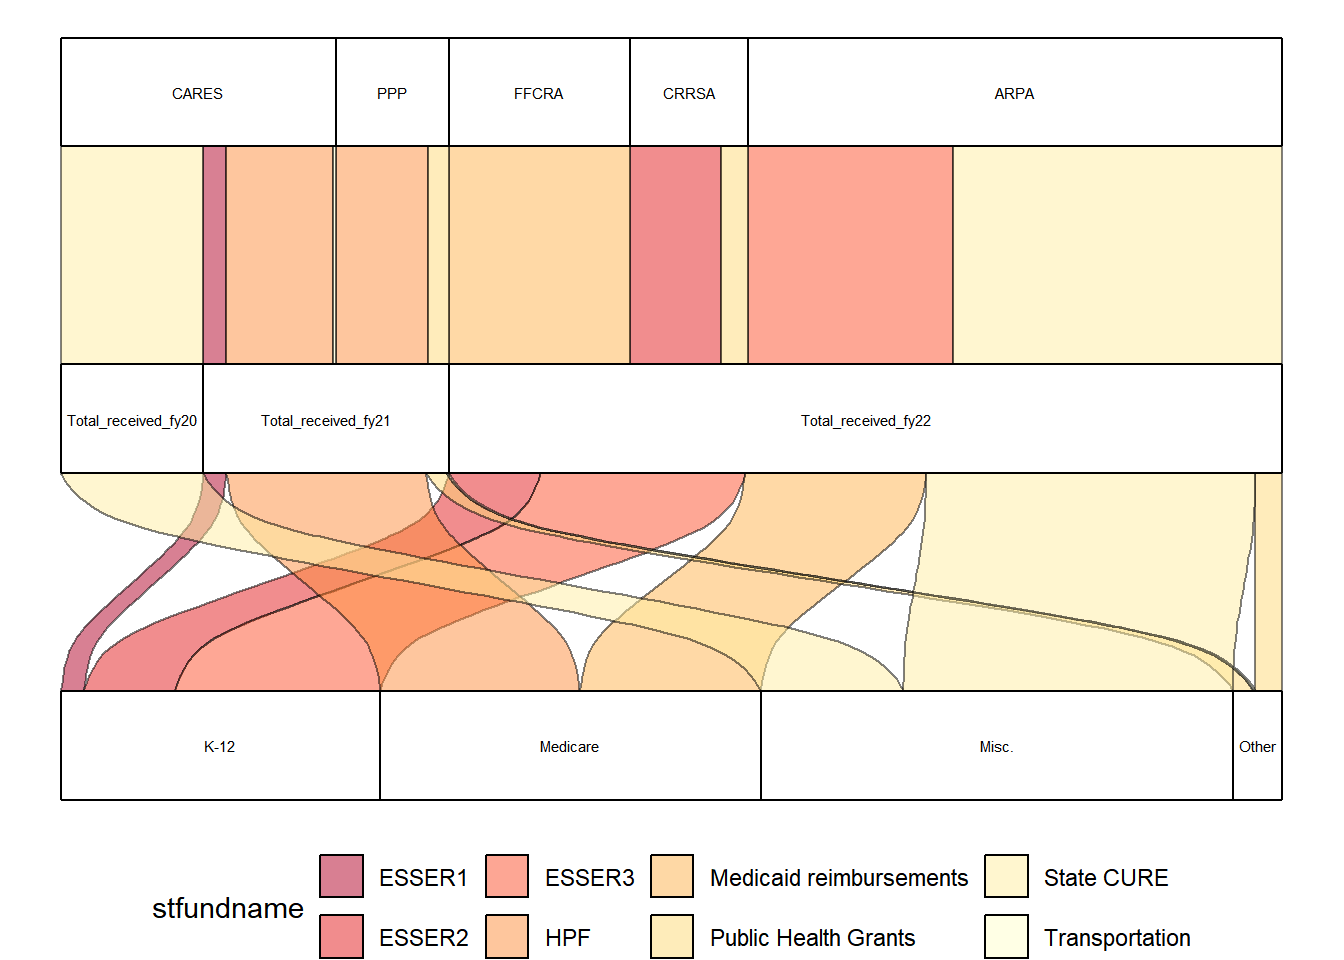 CARES PPP FFCRA CRRSA ARPA
Total_received_fy20 Total_received_fy21 Total_received_fy22
K-12 Medicare Misc. Other
stfundname
ESSER1 ESSER3 Medicaid reimbursements State CURE
ESSER2 HPF Public Health Grants Transportation